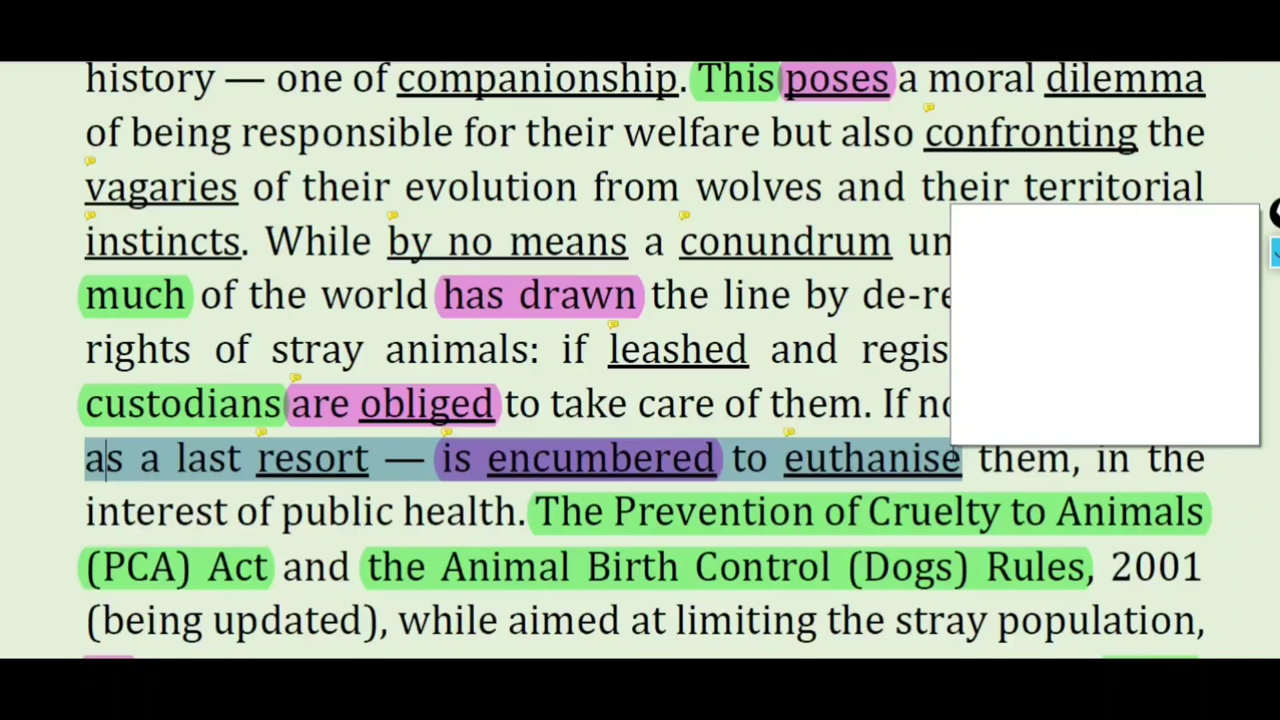 history — one of companionship. This poses a moral dilemma
of being responsible for their welfare but also confronting the
vagaries of their evolution from wolves and their territorial
instincts. While by no means a conundrum
much of the world has drawn the line by
rights of stray animals: if leashed and
custodians are obliged to take care of them. If
as a last resort — is encumbered to euthanise them, in the
interest of public health. The Prevention of Cruelty to Animals
(PCA) Act and the Animal Birth Control (Dogs) Rules, 2001
(being updated), while aimed at limiting the stray population,